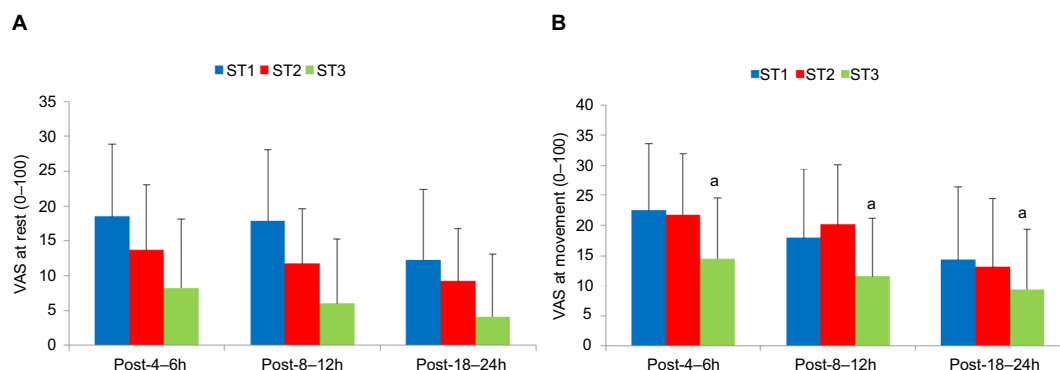 A
ST1 ST2 ST3
VAS at rest (0–100)
35
30
25
20
15
10
5
0
Post-4–6h Post-8–12h Post-18–24h
B
ST1 ST2 ST3
VAS at movement (0–100)
40
35
30
25
20
15
10
5
0
a
a
a
Post-4–6h Post-8–12h Post-18–24h